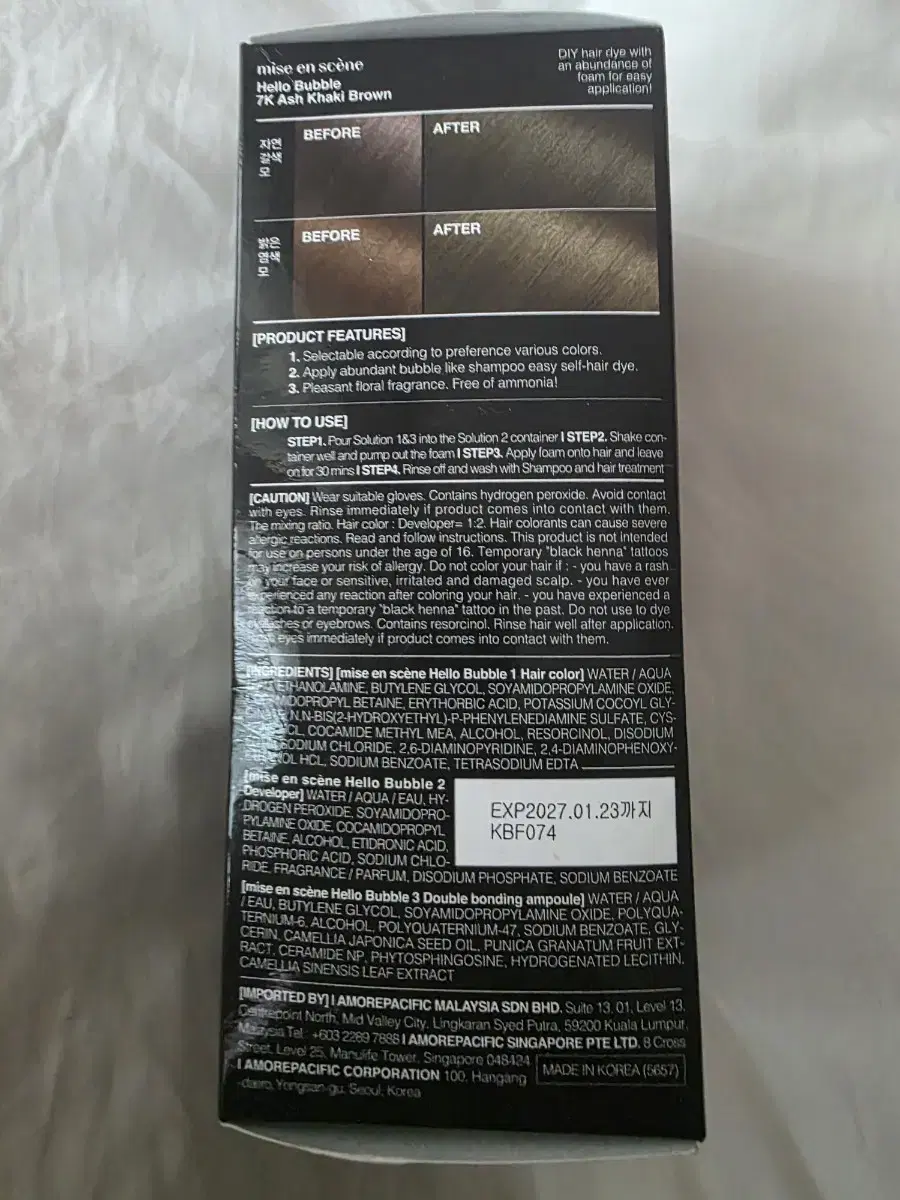 mise en scène
Hello Bubble
7K Ash Khaki Brown
DIY hair dye with
an abundance of
foam for easy
application!
자연
갈색
모
BEFORE
AFTER
밝은
염색
모
BEFORE
AFTER
[PRODUCT FEATURES]
1. Selectable according to preference various colors.
2. Apply abundant bubble like shampoo easy self-hair dye.
3. Pleasant floral fragrance. Free of ammonia!
[HOW TO USE]
STEP1. Pour Solution 1&3 into the Solution 2 container I STEP2. Shake con-
tainer well and pump out the foam I STEP3. Apply foam onto hair and leave
on for 30 mins I STEP4. Rinse off and wash with Shampoo and hair treatment
[CAUTION] Wear suitable gloves. Contains hydrogen peroxide. Avoid contact
with eyes. Rinse immediately if product comes into contact with them.
The mixing ratio. Hair color : Developer= 1:2. Hair colorants can cause severe
allergic reactions. Read and follow instructions. This product is not intended
for use on persons under the age of 16. Temporary "black henna" tattoos
may increase your risk of allergy. Do not color your hair if : - you have a rash
on your face or sensitive, irritated and damaged scalp. - you have ever
experienced any reaction after coloring your hair. - you have experienced a
reaction to a temporary "black henna" tattoo in the past. Do not use to dye
eyelashes or eyebrows. Contains resorcinol. Rinse hair well after application.
eyes immediately if product comes into contact with them.
[INGREDIENTS] [mise en scène Hello Bubble 1 Hair color] WATER / AQUA
BUTYLENE GLYCOL, SOYAMIDOPROPYLAMINE OXIDE,
BETAINE, ERYTHORBIC ACID, POTASSIUM COCOYL GLY-
N,N-BIS(2-HYDROXYETHYL)-P-PHENYLENEDIAMINE SULFATE, CYS-
COCAMIDE METHYL MEA, ALCOHOL, RESORCINOL, DISODIUM
SODIUM CHLORIDE, 2,6-DIAMINOPYRIDINE, 2,4-DIAMINOPHENOXY-
HCL, SODIUM BENZOATE, TETRASODIUM EDTA
[mise en scène Hello Bubble 2
Developer] WATER / AQUA / EAU, HY-
DROGEN PEROXIDE, SOYAMIDOPRO-
PYLAMINE OXIDE, COCAMIDOPROPYL
BETAINE, ALCOHOL, ETIDRONIC ACID,
PHOSPHORIC ACID, SODIUM CHLO-
RIDE, FRAGRANCE / PARFUM, DISODIUM PHOSPHATE, SODIUM BENZOATE
EXP2027.01.23까지
KBF074
[mise en scène Hello Bubble 3 Double bonding ampoule] WATER / AQUA
/ EAU, BUTYLENE GLYCOL, SOYAMIDOPROPYLAMINE OXIDE, POLYQUA-
TERNIUM-6, ALCOHOL, POLYQUATERNIUM-47, SODIUM BENZOATE, GLY-
CERIN, CAMELLIA JAPONICA SEED OIL, PUNICA GRANATUM FRUIT EXT-
RACT, CERAMIDE NP, PHYTOSPHINGOSINE, HYDROGENATED LECITHIN,
CAMELLIA SINENSIS LEAF EXTRACT
[IMPORTED BY] I AMOREPACIFIC MALAYSIA SDN BHD. Suite 13. 01, Level 13,
Centrepoint North, Mid Valley City. Lingkaran Syed Putra, 59200 Kuala Lumpur,
Malaysia Tel : +603 2269 7888 I AMOREPACIFIC SINGAPORE PTE LTD. 8 Cross
Street, Level 25, Manulife Tower. Singapore 048424
I AMOREPACIFIC CORPORATION 100, Hangang
-daero, Yongsan-gu, Seoul, Korea
MADE IN KOREA (5657)